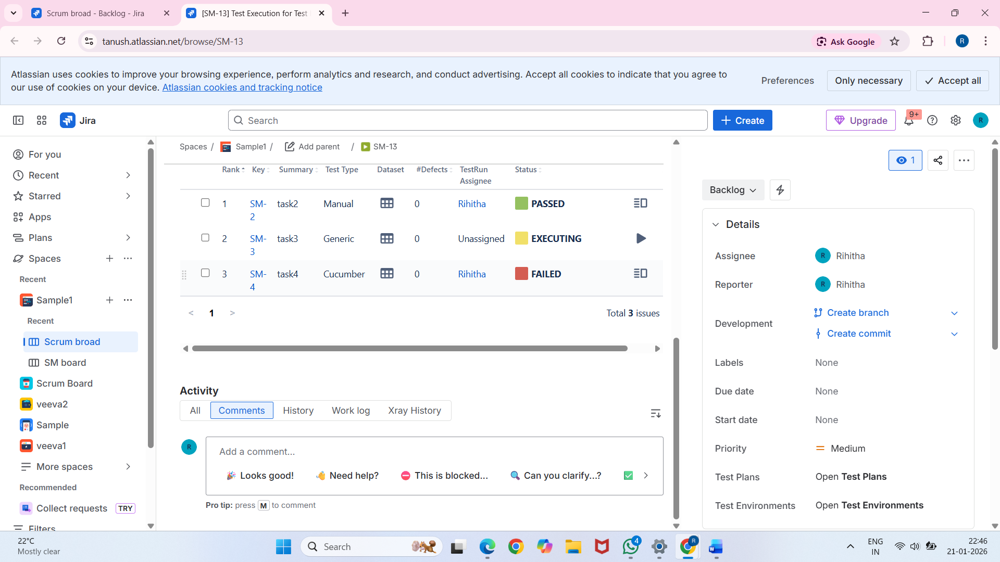 Scrum broad - Backlog - Jira
[SM-13] Test Execution for Test
tanush.atlassian.net/browse/SM-13
Ask Google
R
Atlassian uses cookies to improve your browsing experience, perform analytics and research, and conduct advertising. Accept all cookies to indicate that you agree to
our use of cookies on your device. Atlassian cookies and tracking notice
Preferences
Only necessary
Accept all
Jira
Search
Create
Upgrade
9+
R
For you
Recent
Starred
Apps
Plans
Spaces
Recent
Sample1
Recent
Scrum broad
SM board
Scrum Board
veeva2
Sample
veeva1
More spaces
Recommended
Collect requests TRY
Filters
Spaces / Sample1 / Add parent / SM-13
Rank Key Summary Test Type Dataset #Defects TestRun Assignee Status
1 SM-2 task2 Manual 0 Rihitha PASSED
2 SM-3 task3 Generic 0 Unassigned EXECUTING
3 SM-4 task4 Cucumber 0 Rihitha FAILED
< 1 >
Total 3 issues
Activity
All Comments History Work log Xray History
R
Add a comment...
Looks good! Need help? This is blocked... Can you clarify...?
Pro tip: press M to comment
1
Backlog
Details
Assignee R Rihitha
Reporter R Rihitha
Development
Create branch
Create commit
Labels None
Due date None
Start date None
Priority Medium
Test Plans Open Test Plans
Test Environments Open Test Environments
22°C
Mostly clear
Search
4
R
W
ENG
IN
22:46
21-01-2026